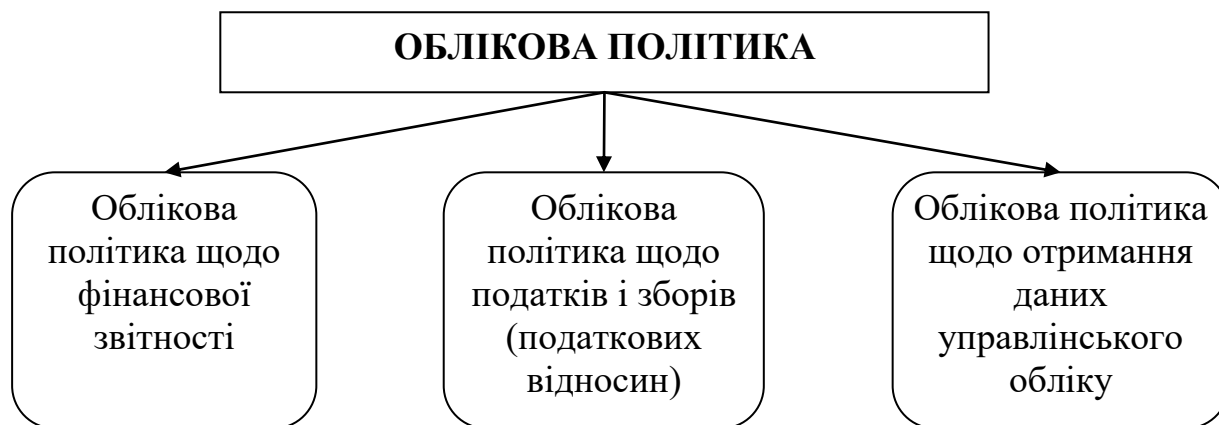 ОБЛІКОВА ПОЛІТИКА
Облікова
політика щодо
фінансової
звітності
Облікова
політика щодо
податків і зборів
(податкових
відносин)
Облікова політика
щодо отримання
даних
управлінського
обліку